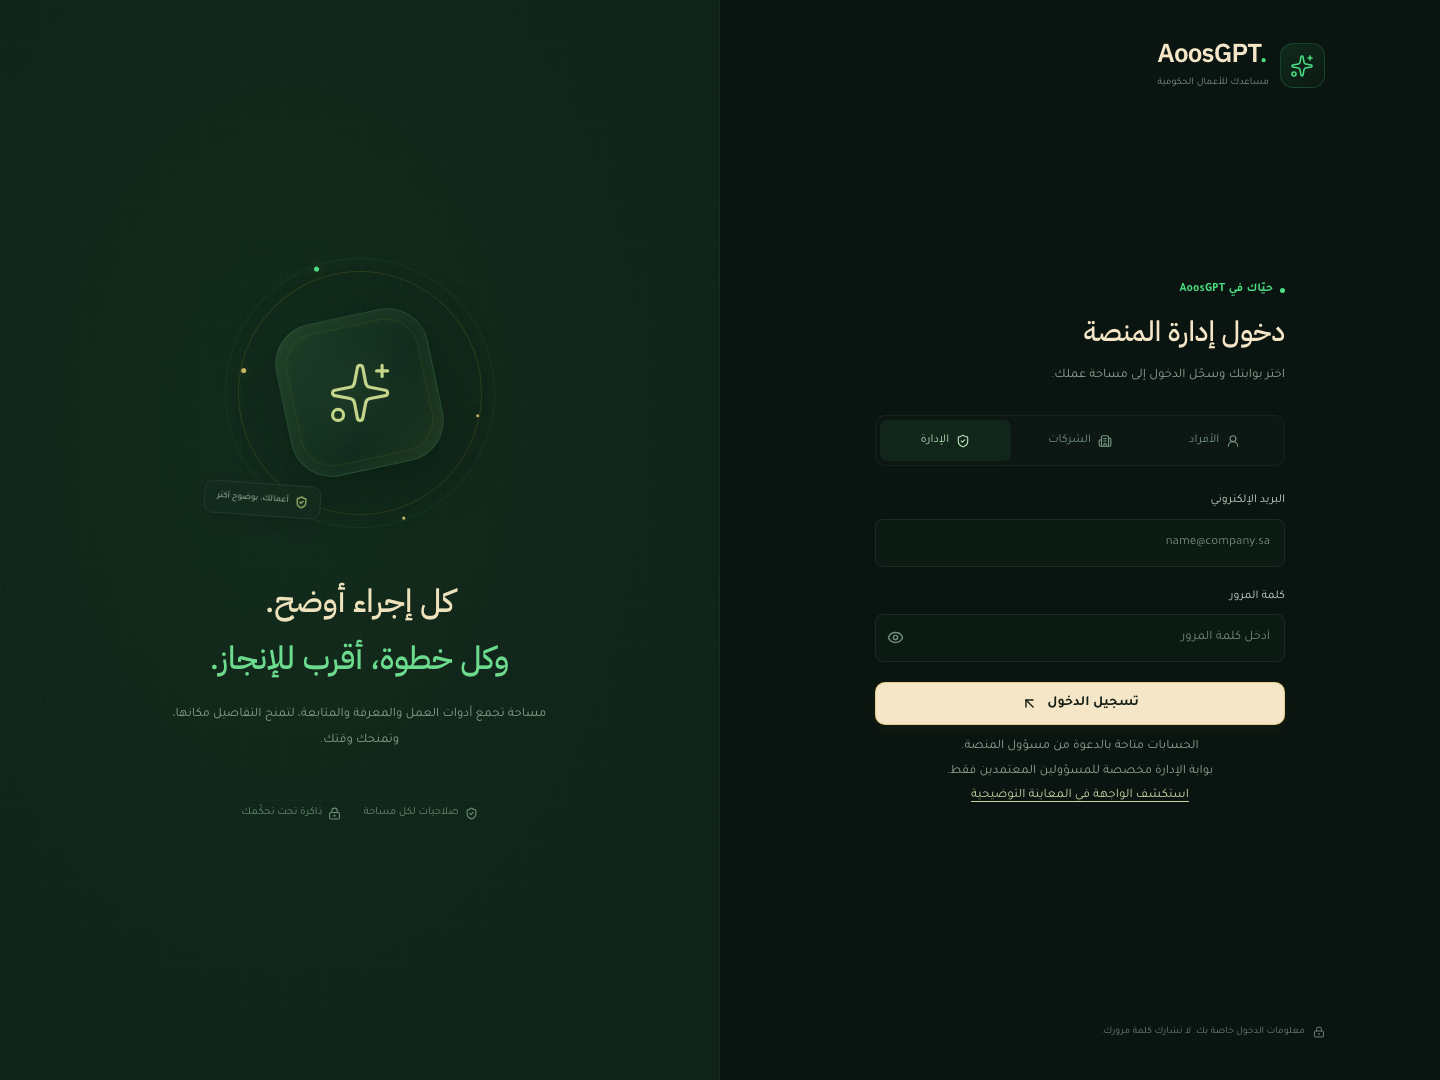 AoosGPT.
مساعدك للأعمال الحكومية
حيّاك في AoosGPT
دخول إدارة المنصة
اختر بوابتك وسجّل الدخول إلى مساحة عملك.
الأفراد
الشركات
الإدارة
البريد الإلكتروني
name@company.sa
كلمة المرور
أدخل كلمة المرور
تسجيل الدخول
الحسابات متاحة بالدعوة من مسؤول المنصة.
بوابة الإدارة مخصصة للمسؤولين المعتمدين فقط.
استكشف الواجهة في المعاينة التوضيحية
معلومات الدخول خاصة بك. لا تشارك كلمة مرورك.
أعمالك. بوضوح أكثر
كل إجراء أوضح.
وكل خطوة، أقرب للإنجاز.
مساحة تجمع أدوات العمل والمعرفة والمتابعة، لتمنح التفاصيل مكانها،
وتمنحك وقتك.
صلاحيات لكل مساحة
ذاكرة تحت تحكّمك